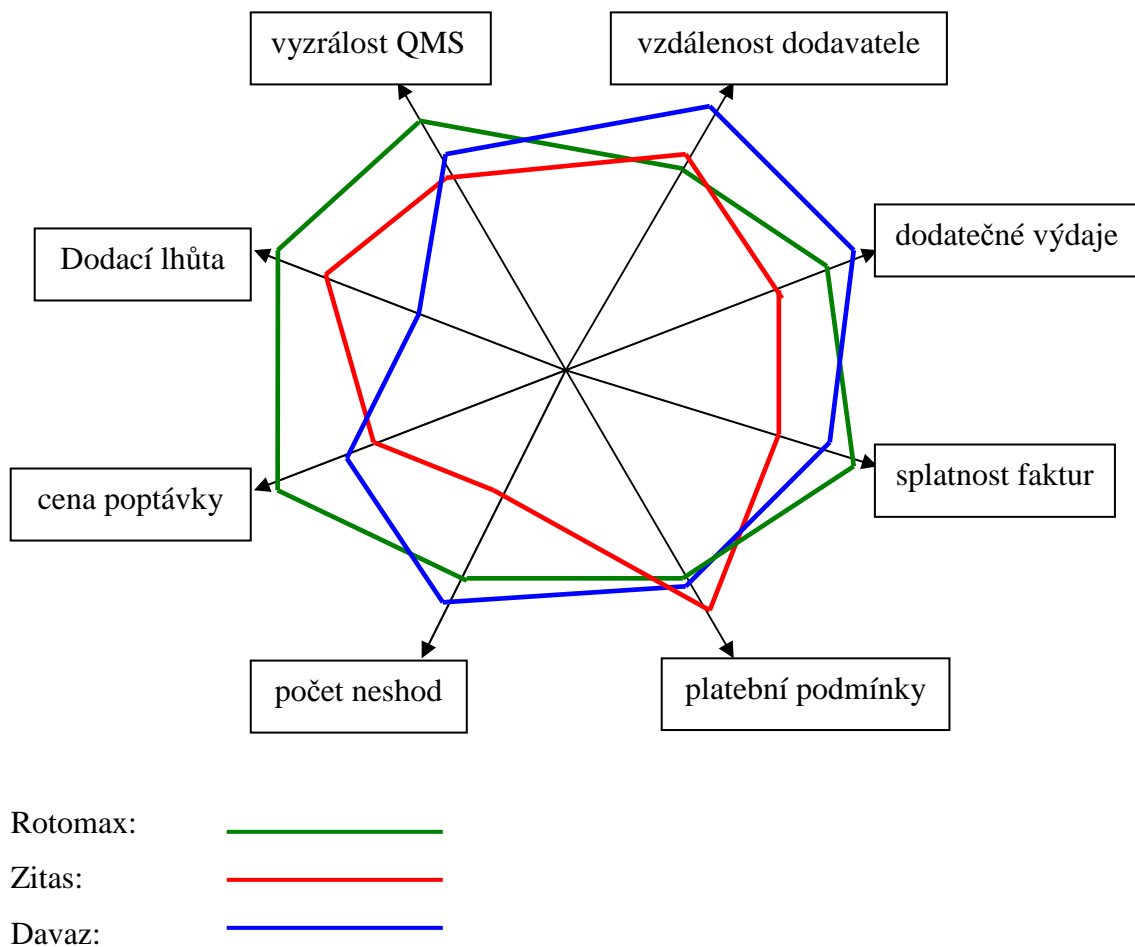 vyzrálost QMS
vzdálenost dodavatele
Dodací lhůta
dodatečné výdaje
cena poptávky
splatnost faktur
počet neshod
platební podmínky
Rotomax:
Zitas:
Davaz: